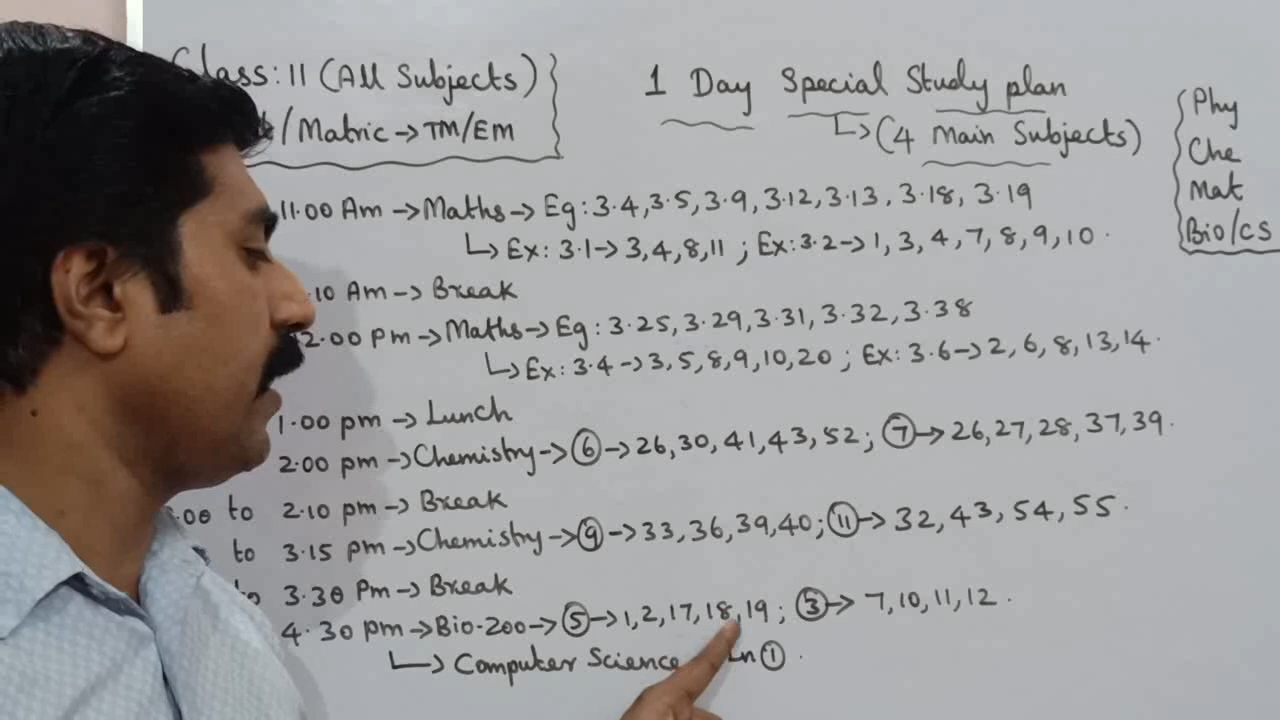 Class: 11 (All Subjects)
/Matric → TM/EM
1 Day Special Study plan
↳ (4 Main Subjects)
Phy
Che
Mat
Bio/CS
11.00 Am → Maths → Eg: 3.4, 3.5, 3.9, 3.12, 3.13, 3.18, 3.19
↳ Ex: 3.1 → 3, 4, 8, 11 ; Ex: 3.2 → 1, 3, 4, 7, 8, 9, 10.
.10 Am → Break
12.00 pm → Maths → Eg: 3.25, 3.29, 3.31, 3.32, 3.38
↳ Ex: 3.4 → 3, 5, 8, 9, 10, 20 ; Ex: 3.6 → 2, 6, 8, 13, 14.
1.00 pm → Lunch
2.00 pm → Chemistry → ⑥ → 26, 30, 41, 43, 52; ⑦ → 26, 27, 28, 37, 39.
.00 to 2.10 pm → Break
to 3.15 pm → Chemistry → ⑨ → 33, 36, 39, 40; ⑪ → 32, 43, 54, 55.
to 3.30 Pm → Break
4.30 pm → Bio-Zoo → ⑤ → 1, 2, 17, 18, 19; ③ → 7, 10, 11, 12.
↳ Computer Science Ln ①.